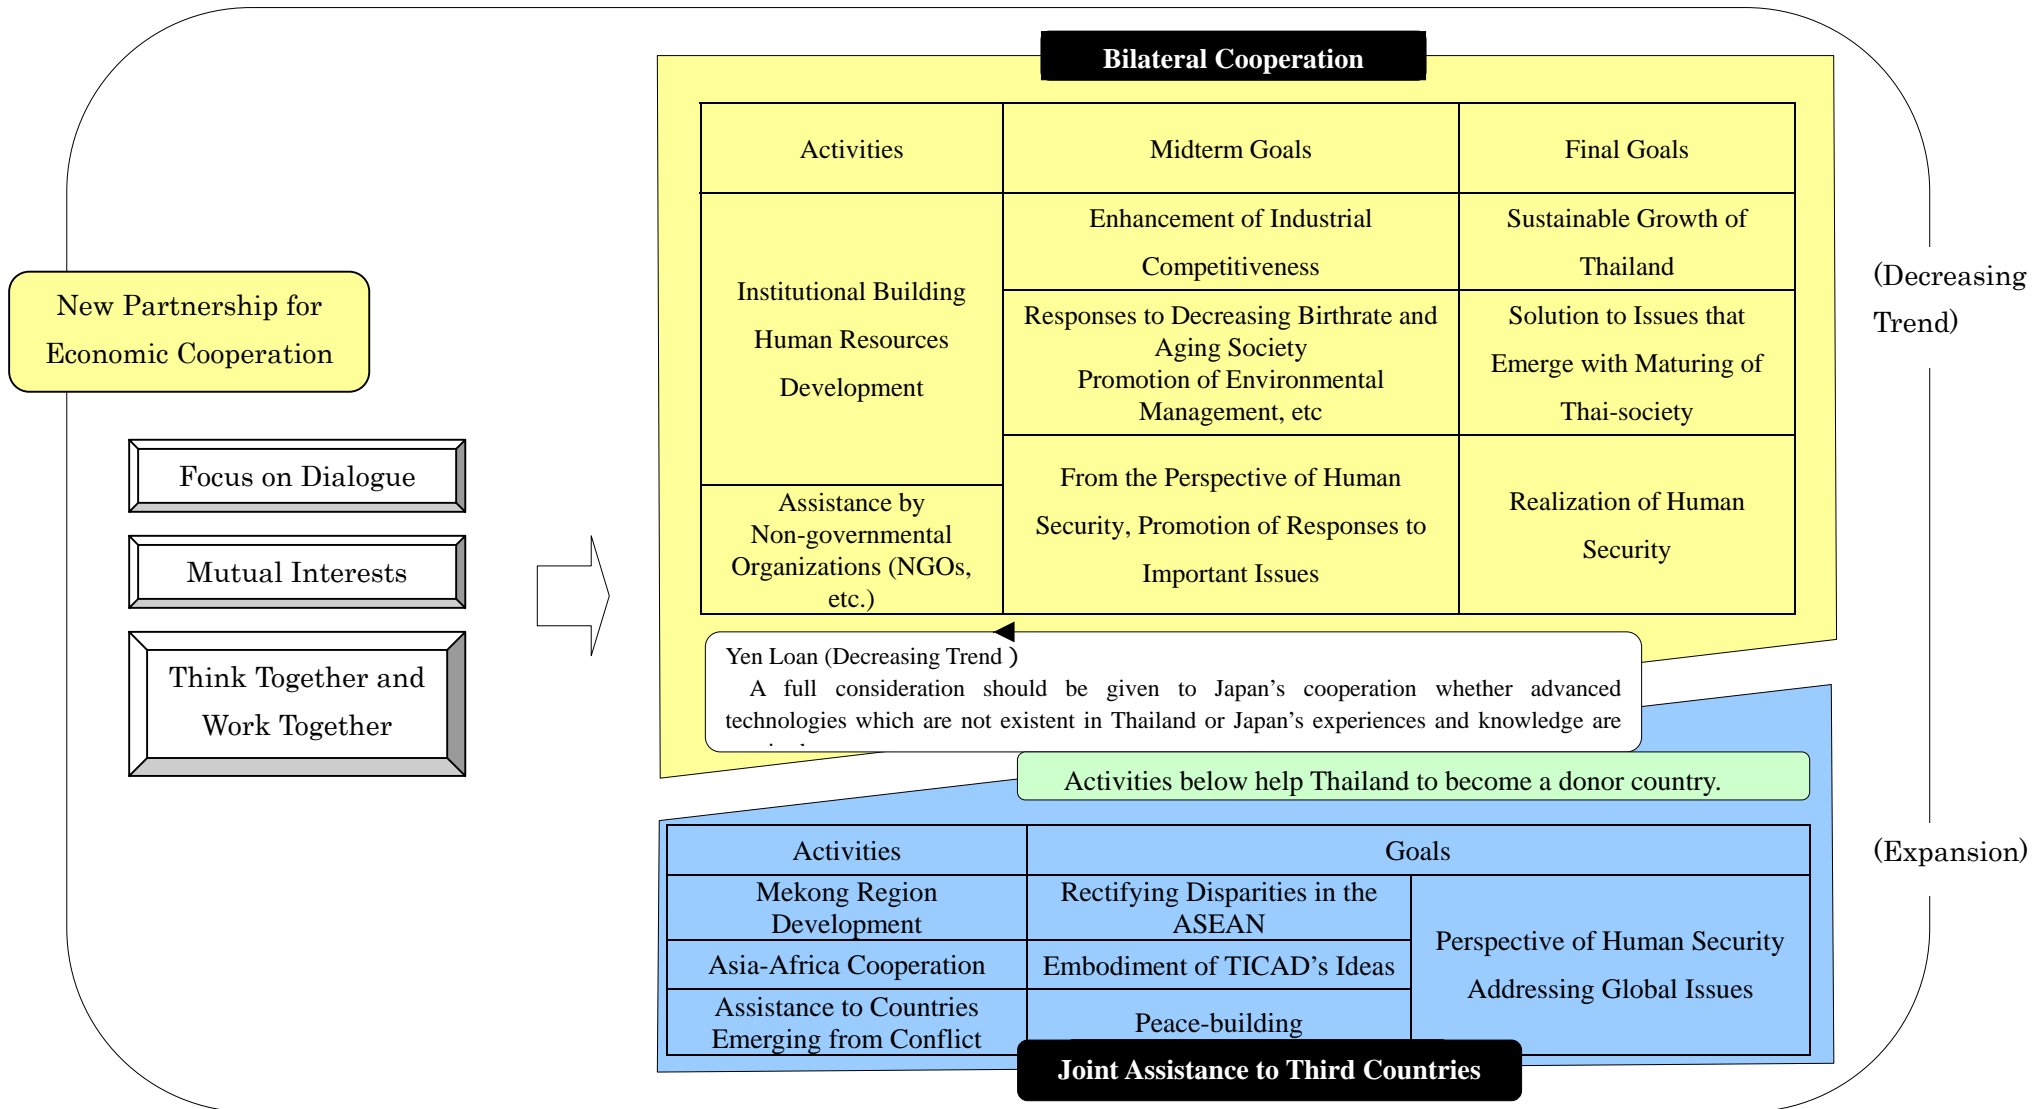 Bilateral Cooperation
Activities
Midterm Goals
Final Goals
Institutional Building
Human Resources
Development
Enhancement of Industrial
Competitiveness
Sustainable Growth of
Thailand
Responses to Decreasing Birthrate and
Aging Society
Promotion of Environmental
Management, etc
Solution to Issues that
Emerge with Maturing of
Thai-society
Assistance by
Non-governmental
Organizations (NGOs,
etc.)
From the Perspective of Human
Security, Promotion of Responses to
Important Issues
Realization of Human
Security
(Decreasing
Trend)
New Partnership for
Economic Cooperation
Focus on Dialogue
Mutual Interests
Think Together and
Work Together
Yen Loan (Decreasing Trend）
A full consideration should be given to Japan’s cooperation whether advanced
technologies which are not existent in Thailand or Japan’s experiences and knowledge are
Activities below help Thailand to become a donor country.
Activities
Goals
Mekong Region
Development
Rectifying Disparities in the
ASEAN
Asia-Africa Cooperation
Embodiment of TICAD’s Ideas
Assistance to Countries
Emerging from Conflict
Peace-building
Perspective of Human Security
Addressing Global Issues
(Expansion)
Joint Assistance to Third Countries